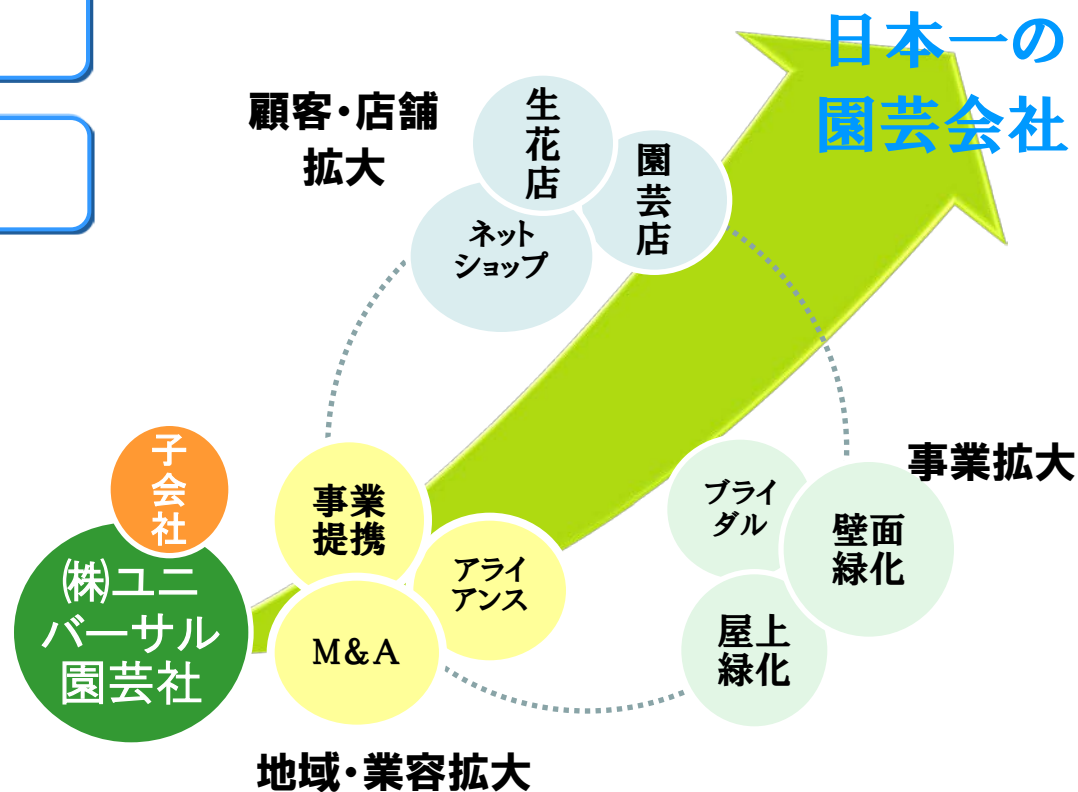 日本一の
園芸会社
顧客・店舗
拡大
生
花
店
園
芸
店
ネット
ショップ
子
会
社
㈱ユニ
バーサル
園芸社
事業
提携
アライ
アンス
M&A
地域・業容拡大
事業拡大
ブライ
ダル
壁面
緑化
屋上
緑化